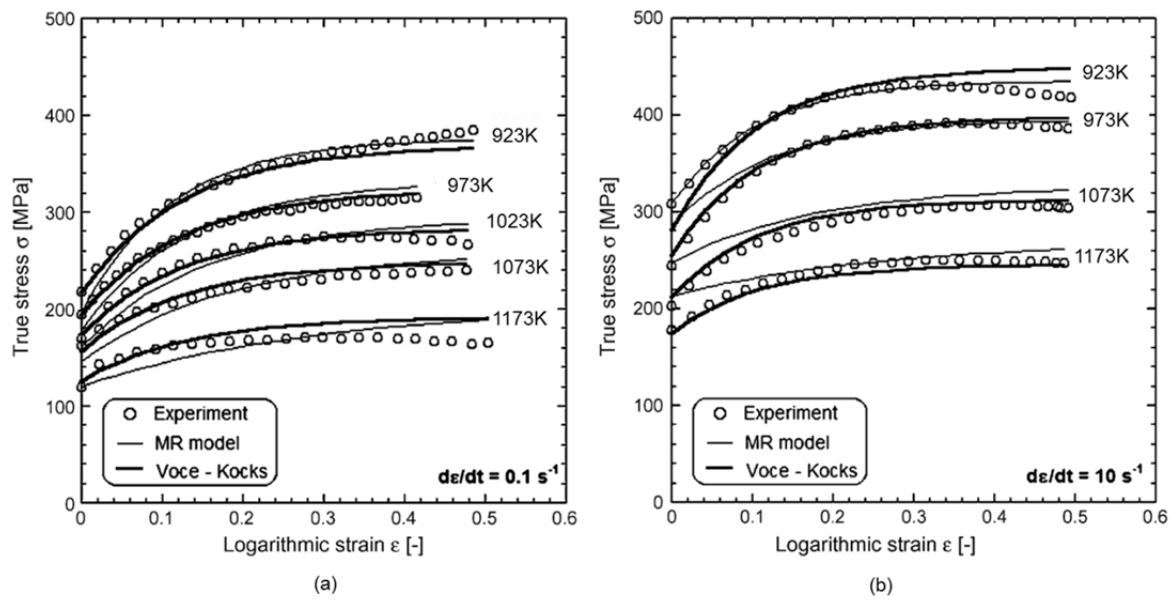 500
400
300
200
100
0
True stress σ [MPa]
923K
973K
1023K
1073K
1173K
Experiment
MR model
Voce - Kocks
dε/dt = 0.1 s⁻¹
0 0.1 0.2 0.3 0.4 0.5 0.6
Logarithmic strain ε [-]
(a)
500
400
300
200
100
0
True stress σ [MPa]
923K
973K
1073K
1173K
Experiment
MR model
Voce - Kocks
dε/dt = 10 s⁻¹
0 0.1 0.2 0.3 0.4 0.5 0.6
Logarithmic strain ε [-]
(b)